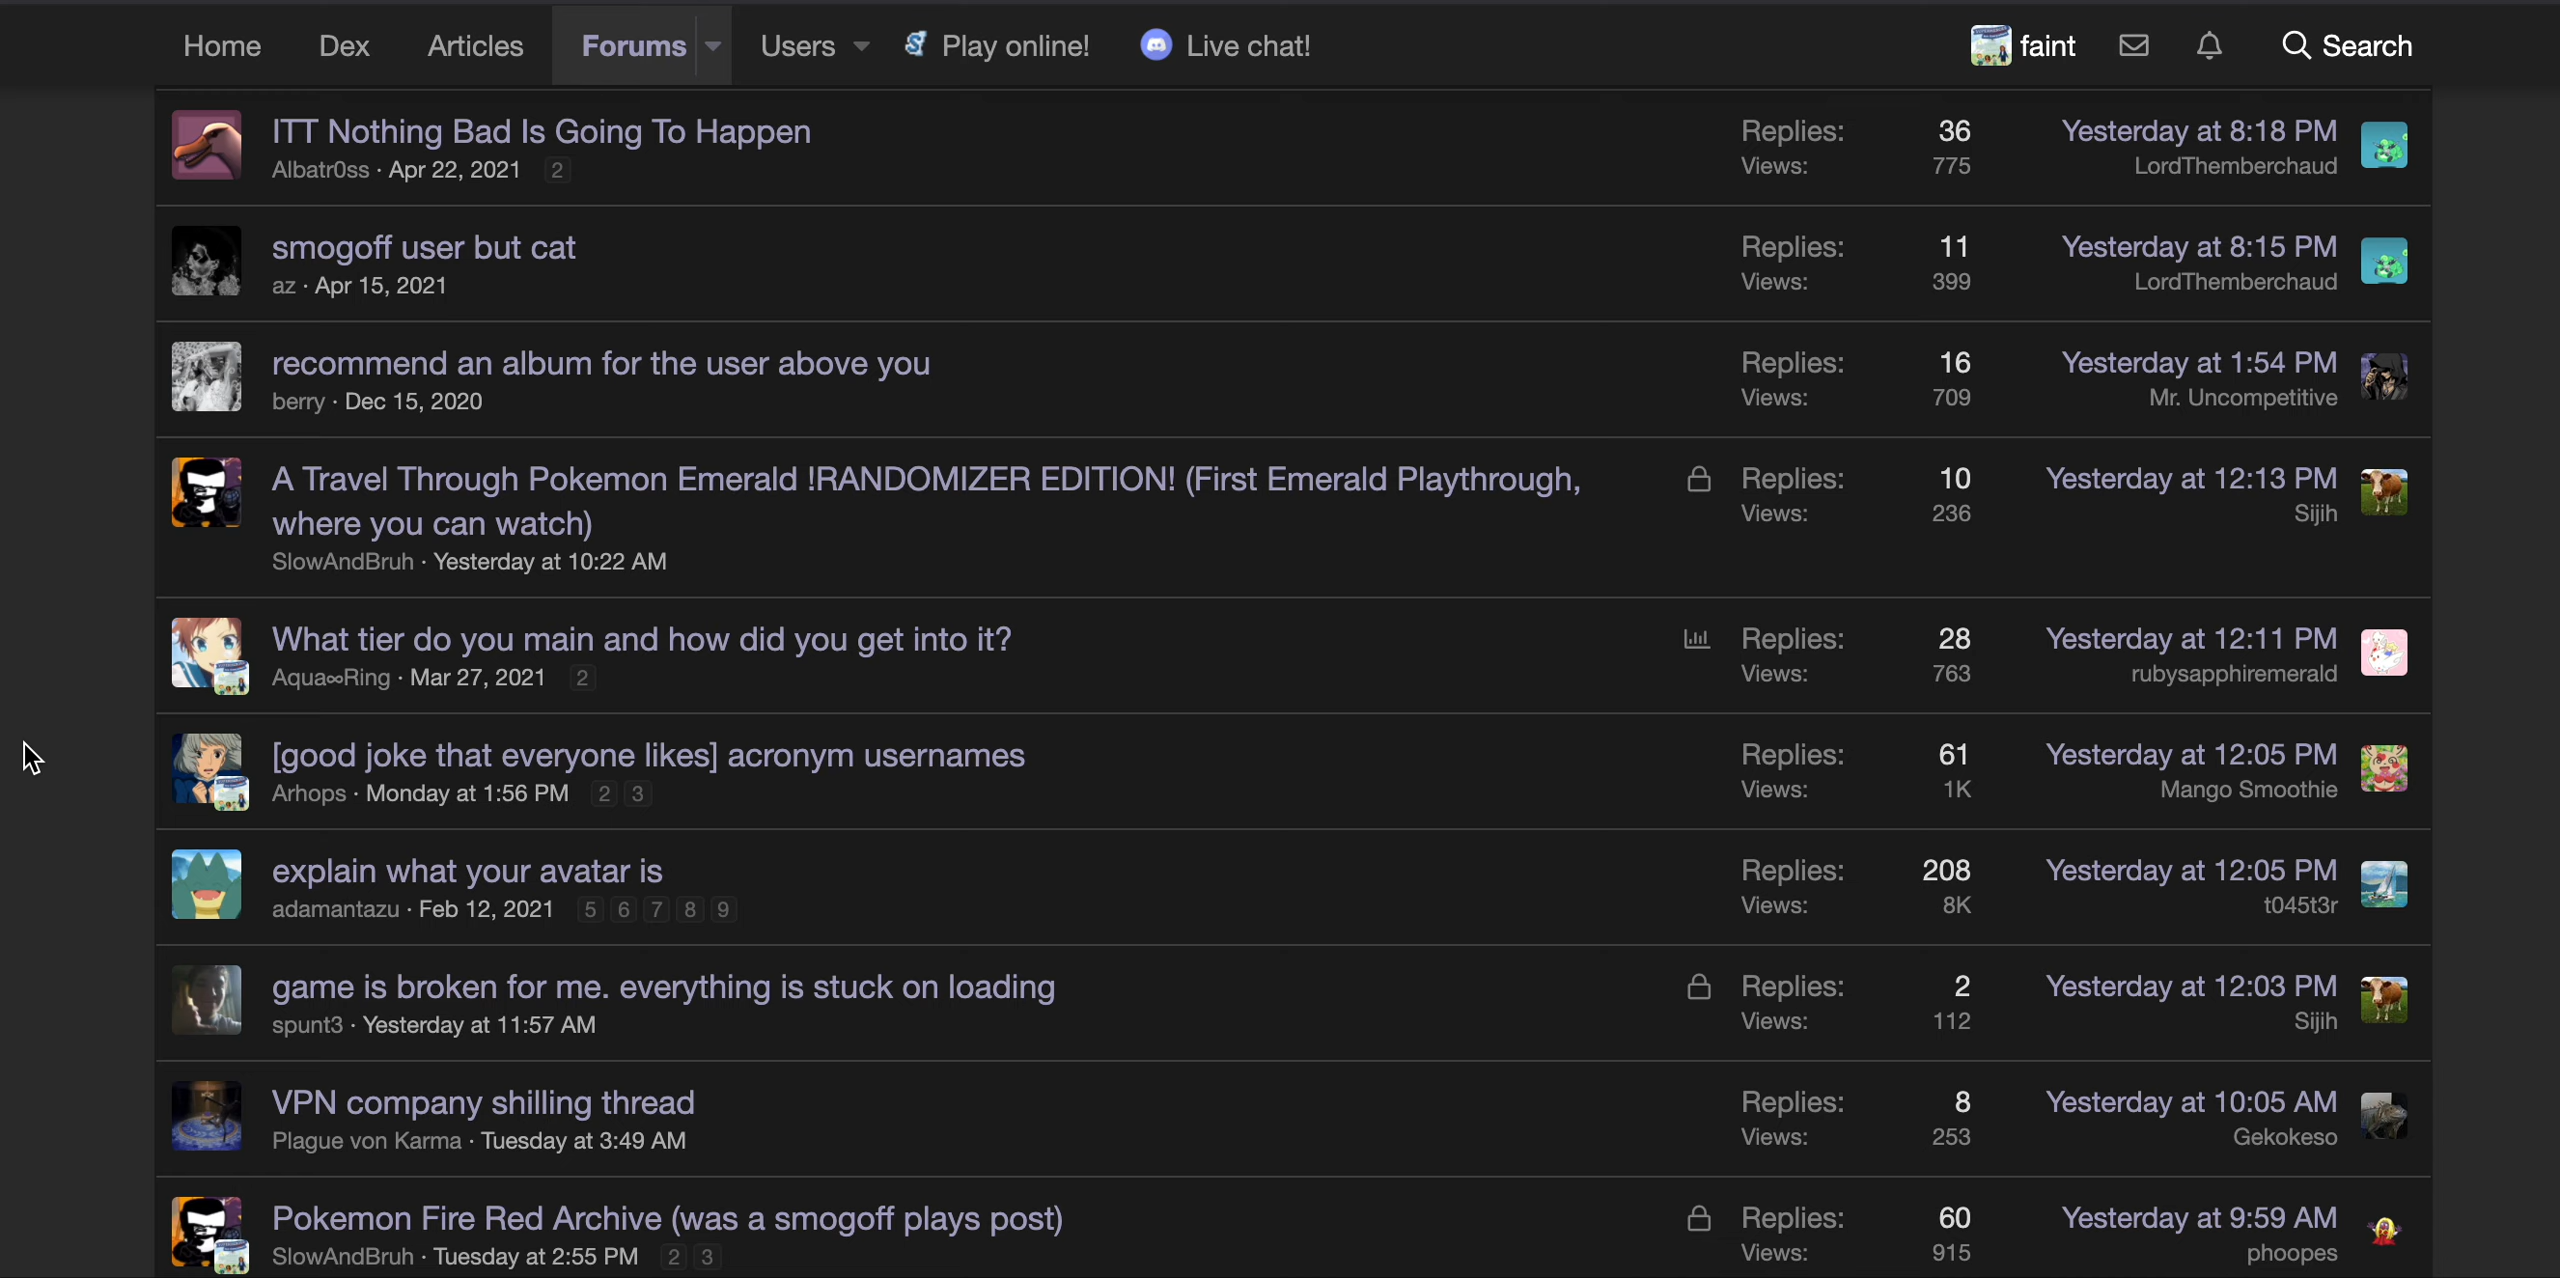 Home Dex Articles Forums Users Play online! Live chat! faint Search
ITT Nothing Bad Is Going To Happen Replies: 36 Yesterday at 8:18 PM
Albatr0ss · Apr 22, 2021 2 Views: 775 LordThemberchaud
smogoff user but cat Replies: 11 Yesterday at 8:15 PM
az · Apr 15, 2021 Views: 399 LordThemberchaud
recommend an album for the user above you Replies: 16 Yesterday at 1:54 PM
berry · Dec 15, 2020 Views: 709 Mr. Uncompetitive
A Travel Through Pokemon Emerald !RANDOMIZER EDITION! (First Emerald Playthrough, Replies: 10 Yesterday at 12:13 PM
where you can watch) Views: 236 Sijih
SlowAndBruh · Yesterday at 10:22 AM
What tier do you main and how did you get into it? Replies: 28 Yesterday at 12:11 PM
Aqua∞Ring · Mar 27, 2021 2 Views: 763 rubysapphiremerald
[good joke that everyone likes] acronym usernames Replies: 61 Yesterday at 12:05 PM
Arhops · Monday at 1:56 PM 2 3 Views: 1K Mango Smoothie
explain what your avatar is Replies: 208 Yesterday at 12:05 PM
adamantazu · Feb 12, 2021 5 6 7 8 9 Views: 8K t045t3r
game is broken for me. everything is stuck on loading Replies: 2 Yesterday at 12:03 PM
spunt3 · Yesterday at 11:57 AM Views: 112 Sijih
VPN company shilling thread Replies: 8 Yesterday at 10:05 AM
Plague von Karma · Tuesday at 3:49 AM Views: 253 Gekokeso
Pokemon Fire Red Archive (was a smogoff plays post) Replies: 60 Yesterday at 9:59 AM
SlowAndBruh · Tuesday at 2:55 PM 2 3 Views: 915 phoopes